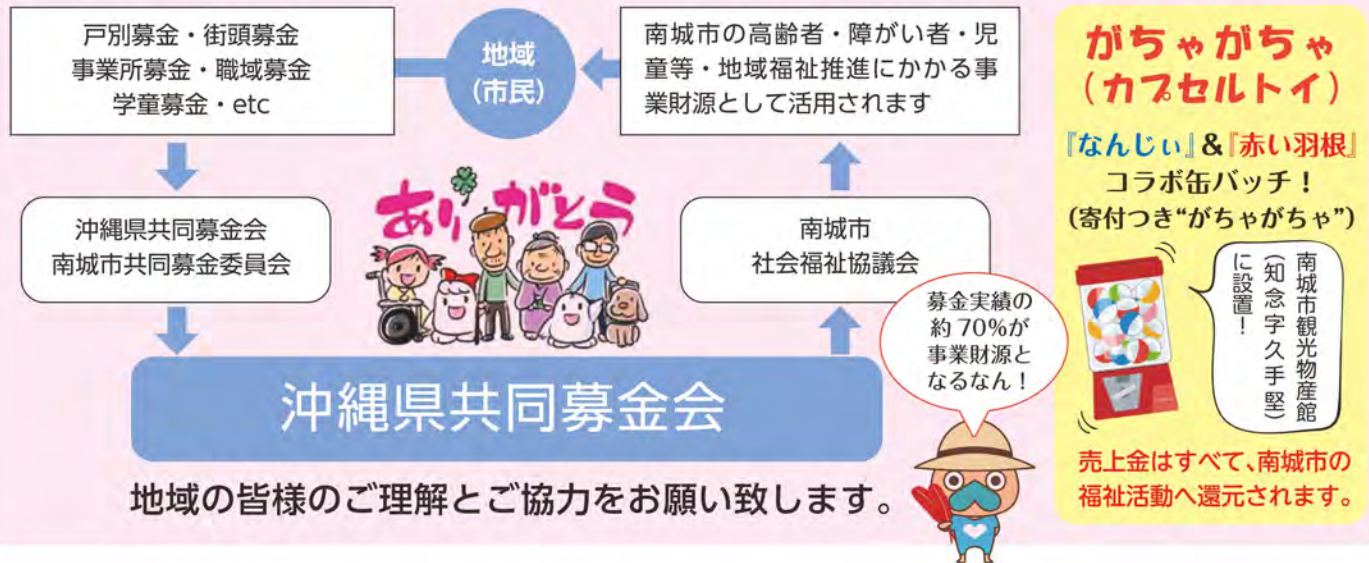 戸別募金・街頭募金
事業所募金・職域募金
学童募金・etc
地域
(市民)
南城市の高齢者・障がい者・児
童等・地域福祉推進にかかる事
業財源として活用されます
沖縄県共同募金会
南城市共同募金委員会
ありがとう
南城市
社会福祉協議会
募金実績の
約70%が
事業財源と
なるなん！
沖縄県共同募金会
地域の皆様のご理解とご協力をお願い致します。
がちゃがちゃ
(カプセルトイ)
『なんじぃ』&『赤い羽根』
コラボ缶バッチ！
(寄付つき“がちゃがちゃ”)
南城市観光物産館
(知念字久手堅)
に設置！
売上金はすべて、南城市の
福祉活動へ還元されます。